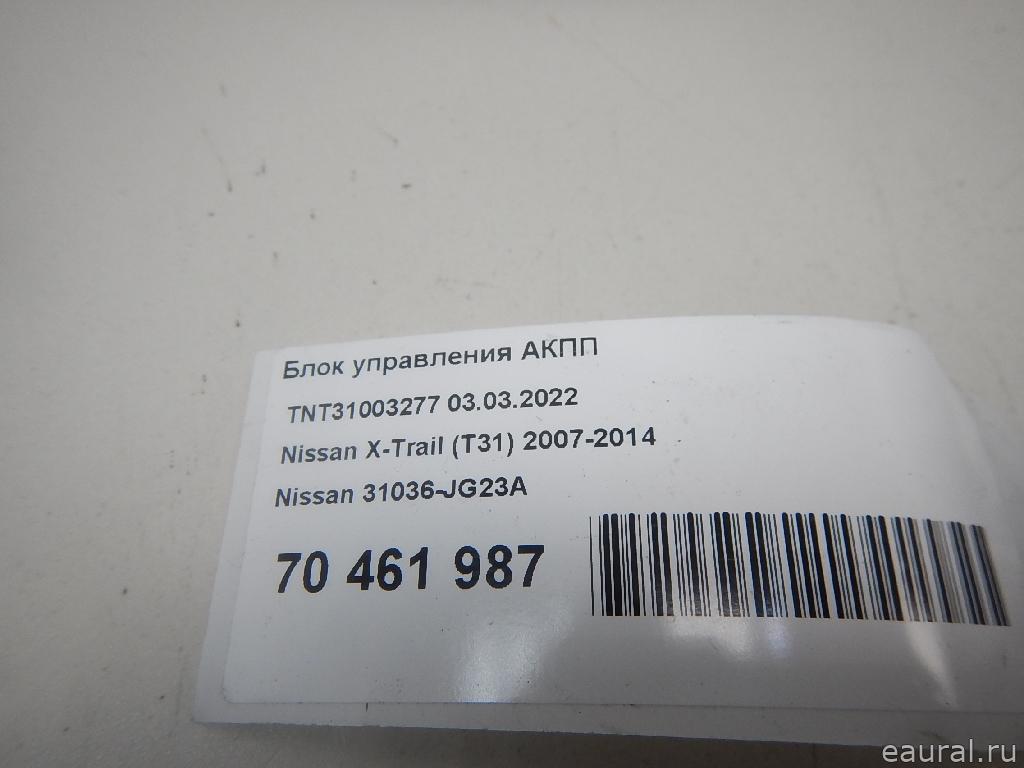 Блок управления АКПП
TNT31003277 03.03.2022
Nissan X-Trail (T31) 2007-2014
Nissan 31036-JG23A
70 461 987
eaural.ru